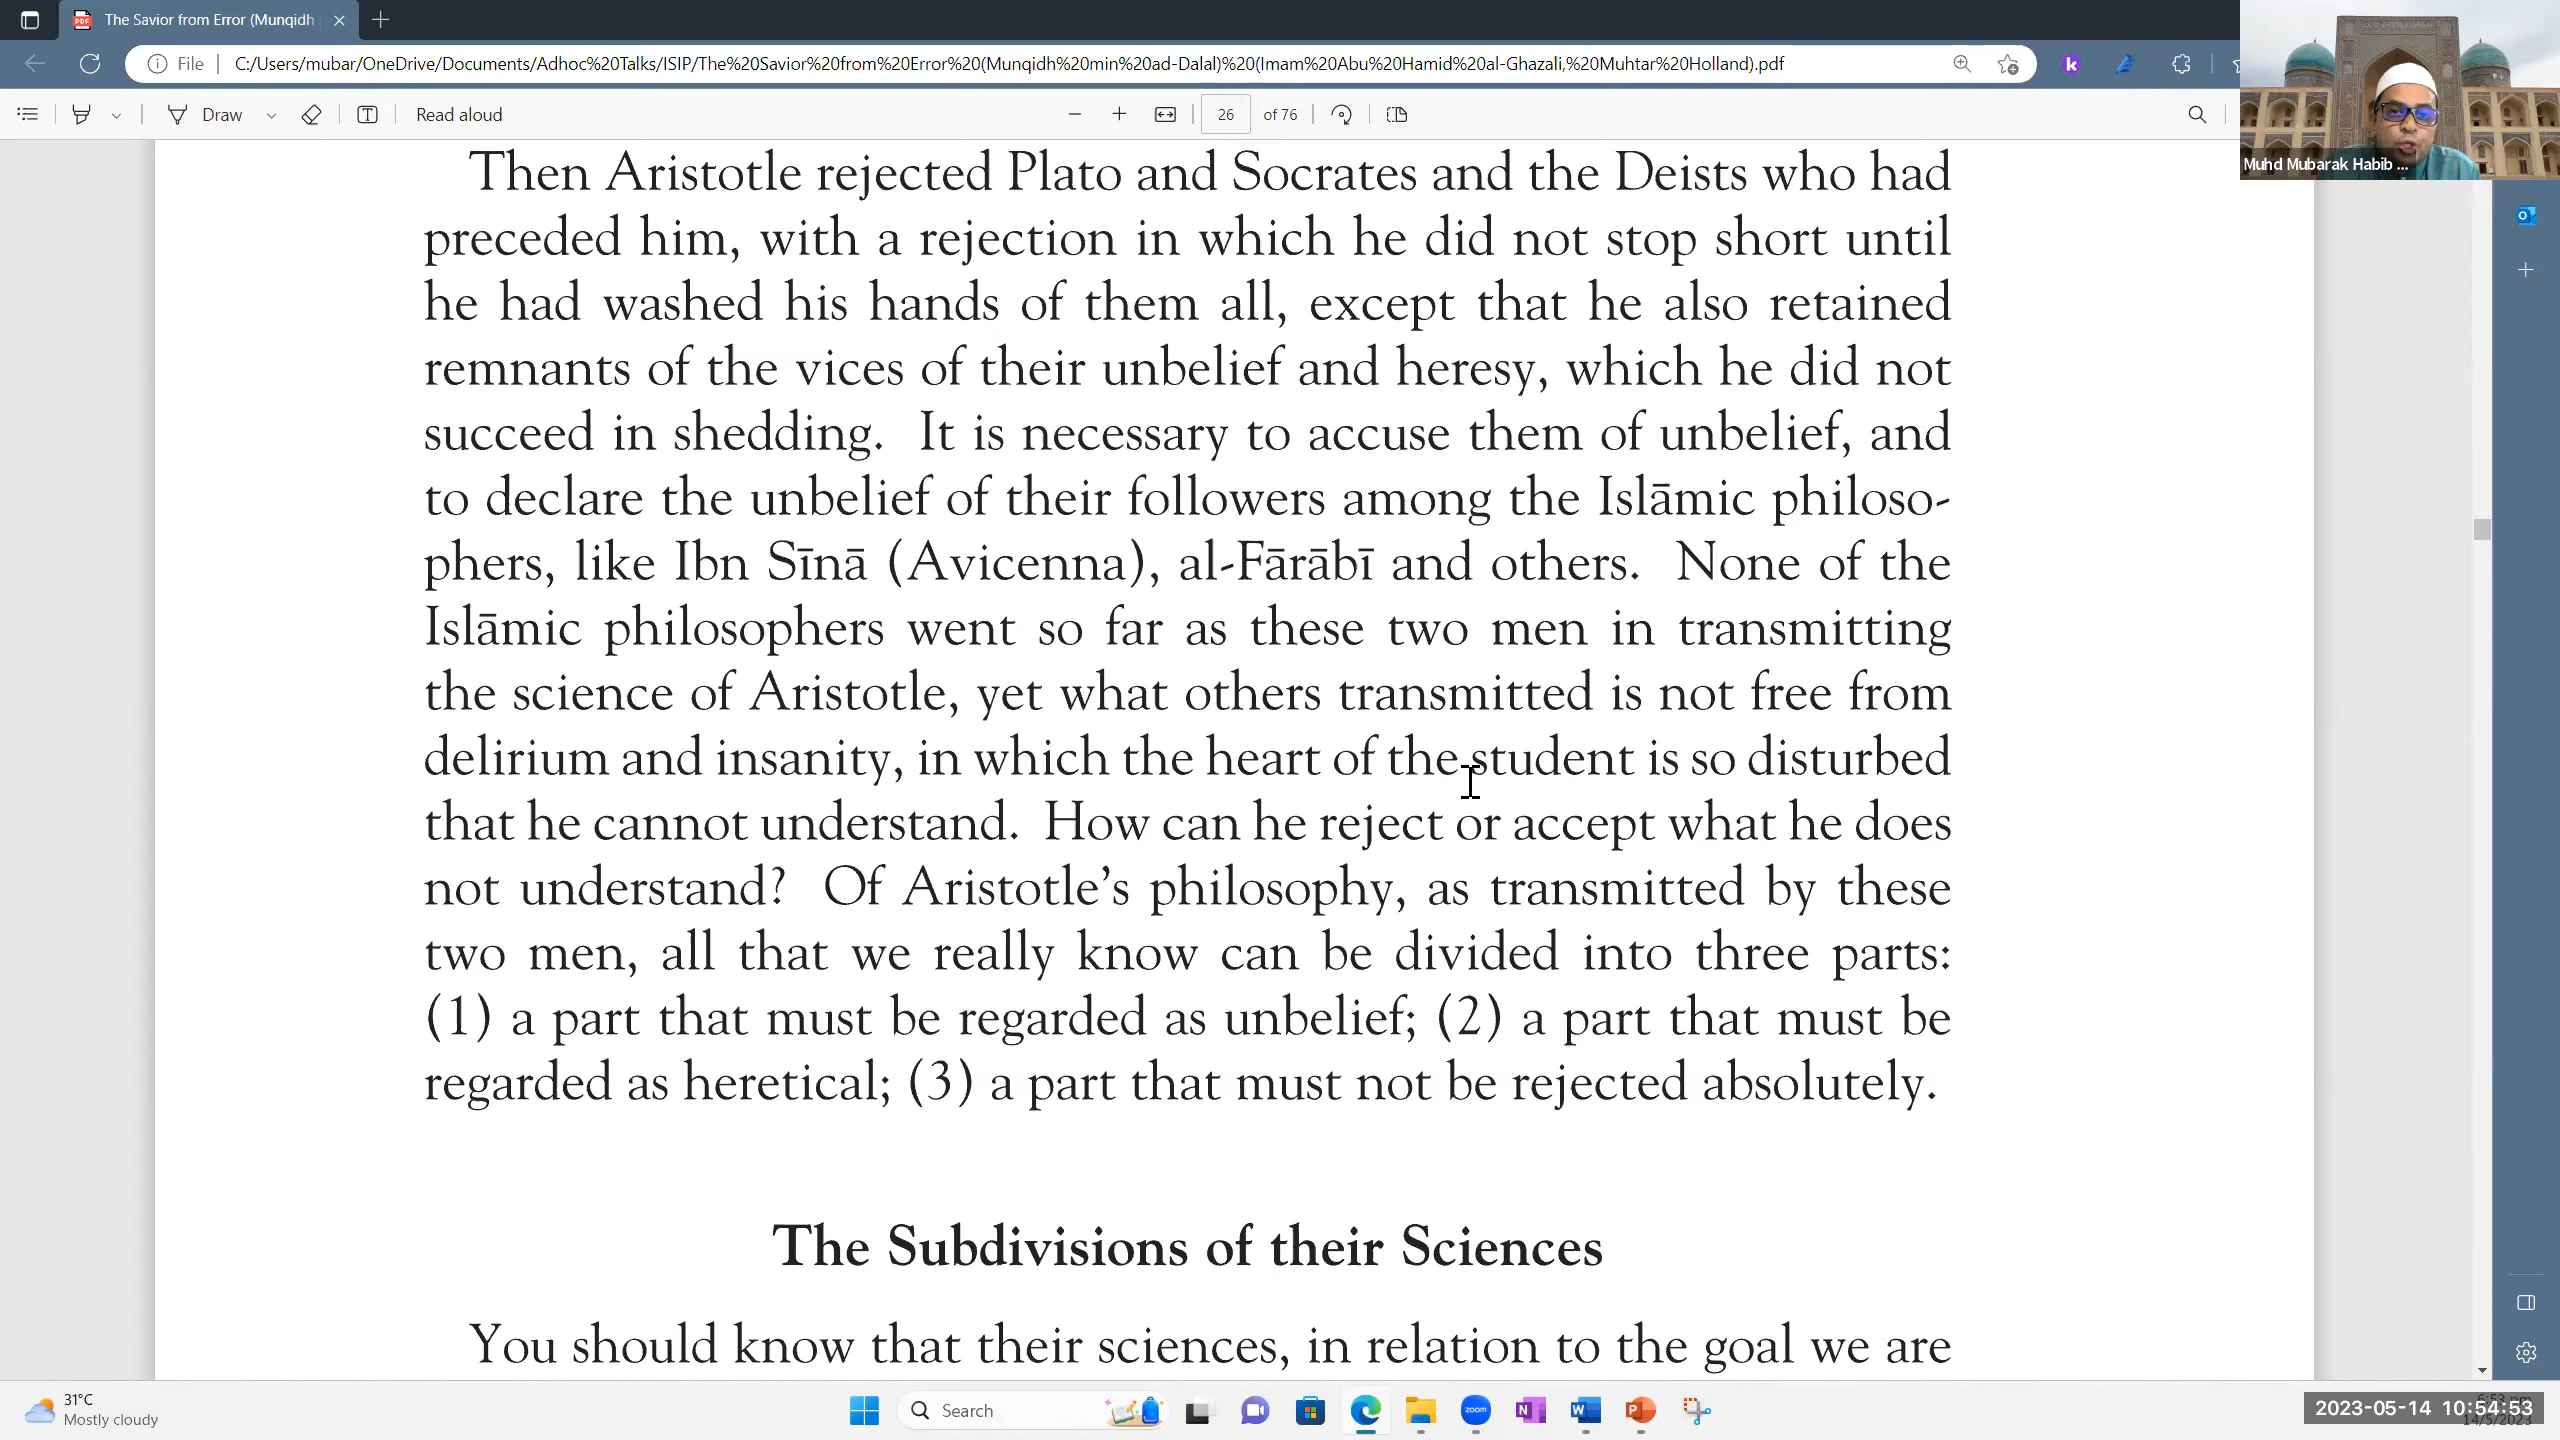 The Savior from Error (Munqidh
File
C:/Users/mubar/OneDrive/Documents/Adhoc%20Talks/ISIP/The%20Savior%20from%20Error%20(Munqidh%20min%20ad-Dalal)%20(Imam%20Abu%20Hamid%20al-Ghazali,%20Muhtar%20Holland).pdf
Draw
Read aloud
26
of 76
Muhd Mubarak Habib ...
Then Aristotle rejected Plato and Socrates and the Deists who had
preceded him, with a rejection in which he did not stop short until
he had washed his hands of them all, except that he also retained
remnants of the vices of their unbelief and heresy, which he did not
succeed in shedding. It is necessary to accuse them of unbelief, and
to declare the unbelief of their followers among the Islāmic philoso-
phers, like Ibn Sīnā (Avicenna), al-Fārābī and others. None of the
Islāmic philosophers went so far as these two men in transmitting
the science of Aristotle, yet what others transmitted is not free from
delirium and insanity, in which the heart of the student is so disturbed
that he cannot understand. How can he reject or accept what he does
not understand? Of Aristotle’s philosophy, as transmitted by these
two men, all that we really know can be divided into three parts:
(1) a part that must be regarded as unbelief; (2) a part that must be
regarded as heretical; (3) a part that must not be rejected absolutely.
The Subdivisions of their Sciences
You should know that their sciences, in relation to the goal we are
31°C
Mostly cloudy
Search
zoom
6:53 pm
2023-05-14 10:54:53
14/5/2023